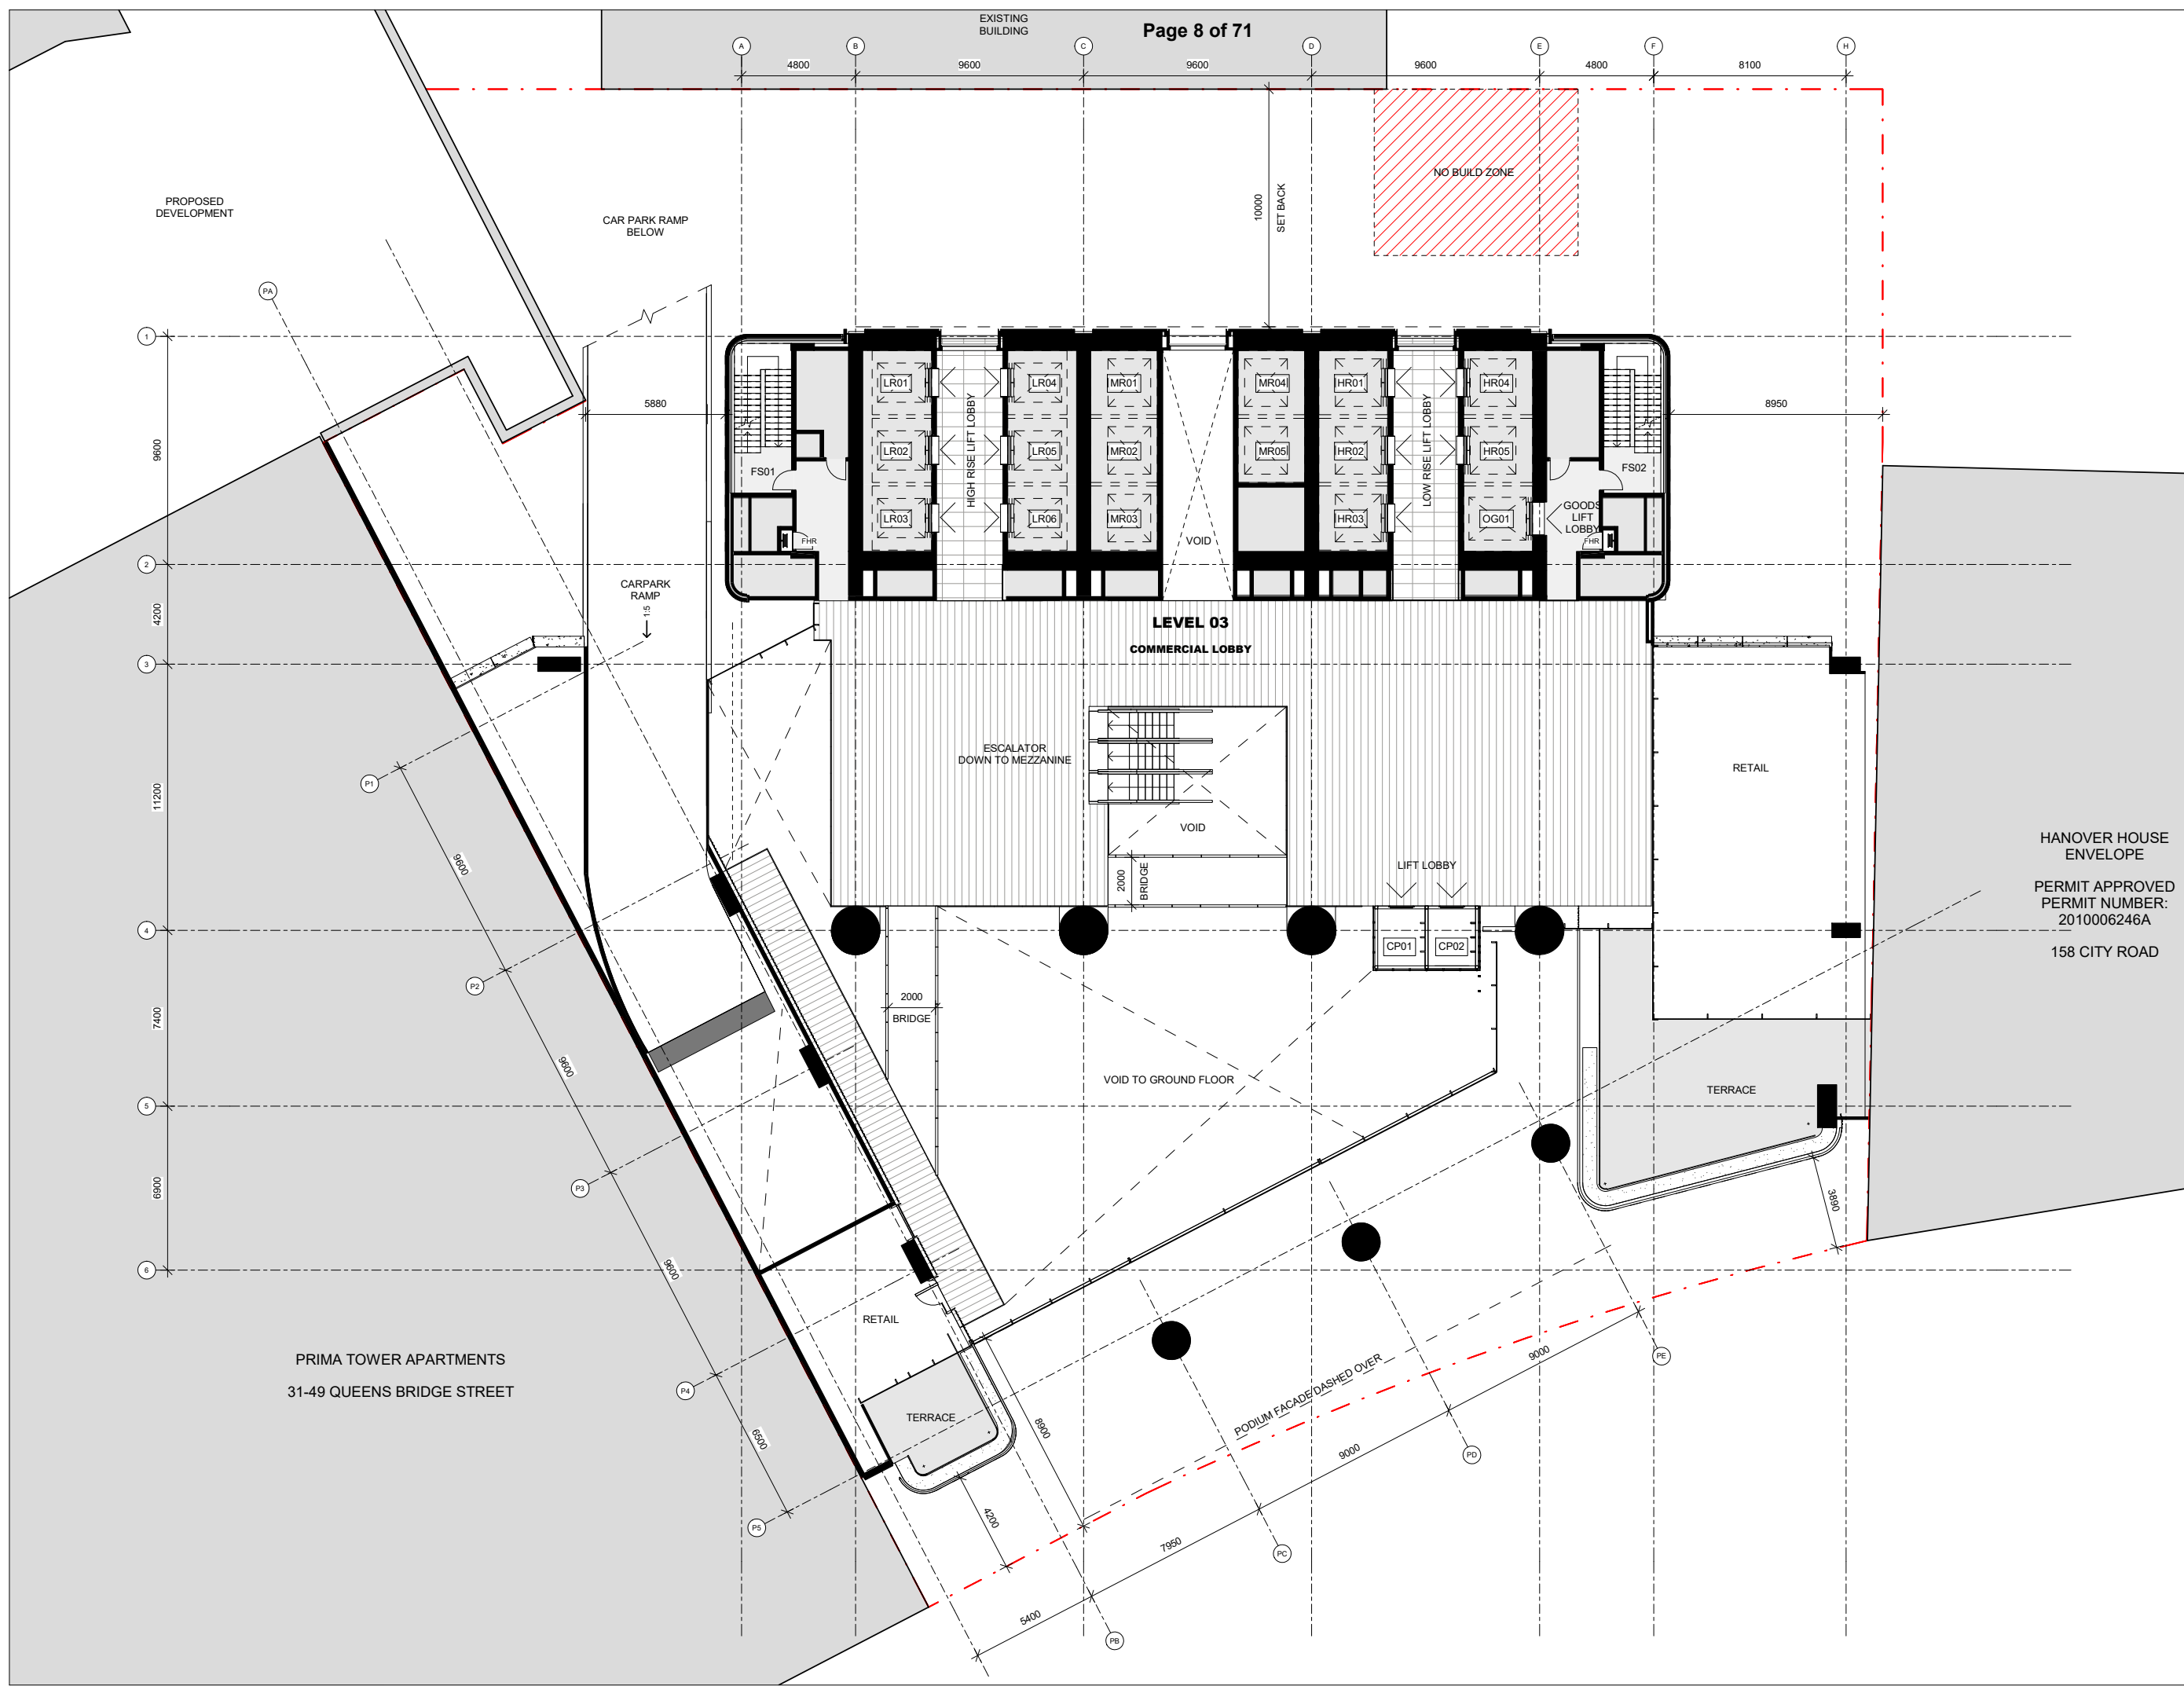 EXISTING
BUILDING
Page 8 of 71
A
B
C
D
E
F
H
4800
9600
9600
9600
4800
8100
PROPOSED
DEVELOPMENT
CAR PARK RAMP
BELOW
10000
SET BACK
NO BUILD ZONE
PA
1
5880
8950
9600
LR01
LR04
MR01
MR04
HR01
HR04
LR02
LR05
MR02
MR05
HR02
HR05
LR03
LR06
MR03
HR03
OG01
HIGH RISE LIFT LOBBY
LOW RISE LIFT LOBBY
FS01
FS02
GOODS
LIFT
LOBBY
FHR
FHR
VOID
2
CARPARK
RAMP
1:5
4200
LEVEL 03
COMMERCIAL LOBBY
3
ESCALATOR
DOWN TO MEZZANINE
RETAIL
P1
11200
VOID
HANOVER HOUSE
ENVELOPE
PERMIT APPROVED
PERMIT NUMBER:
2010006246A
158 CITY ROAD
9600
2000
BRIDGE
LIFT LOBBY
4
CP01
CP02
P2
2000
BRIDGE
7400
9600
VOID TO GROUND FLOOR
TERRACE
5
P3
6900
3890
6
9600
RETAIL
PRIMA TOWER APARTMENTS
31-49 QUEENS BRIDGE STREET
P4
PE
9000
PODIUM FACADE DASHED OVER
TERRACE
8900
6500
9000
PD
P5
4200
7950
PC
5400
PB